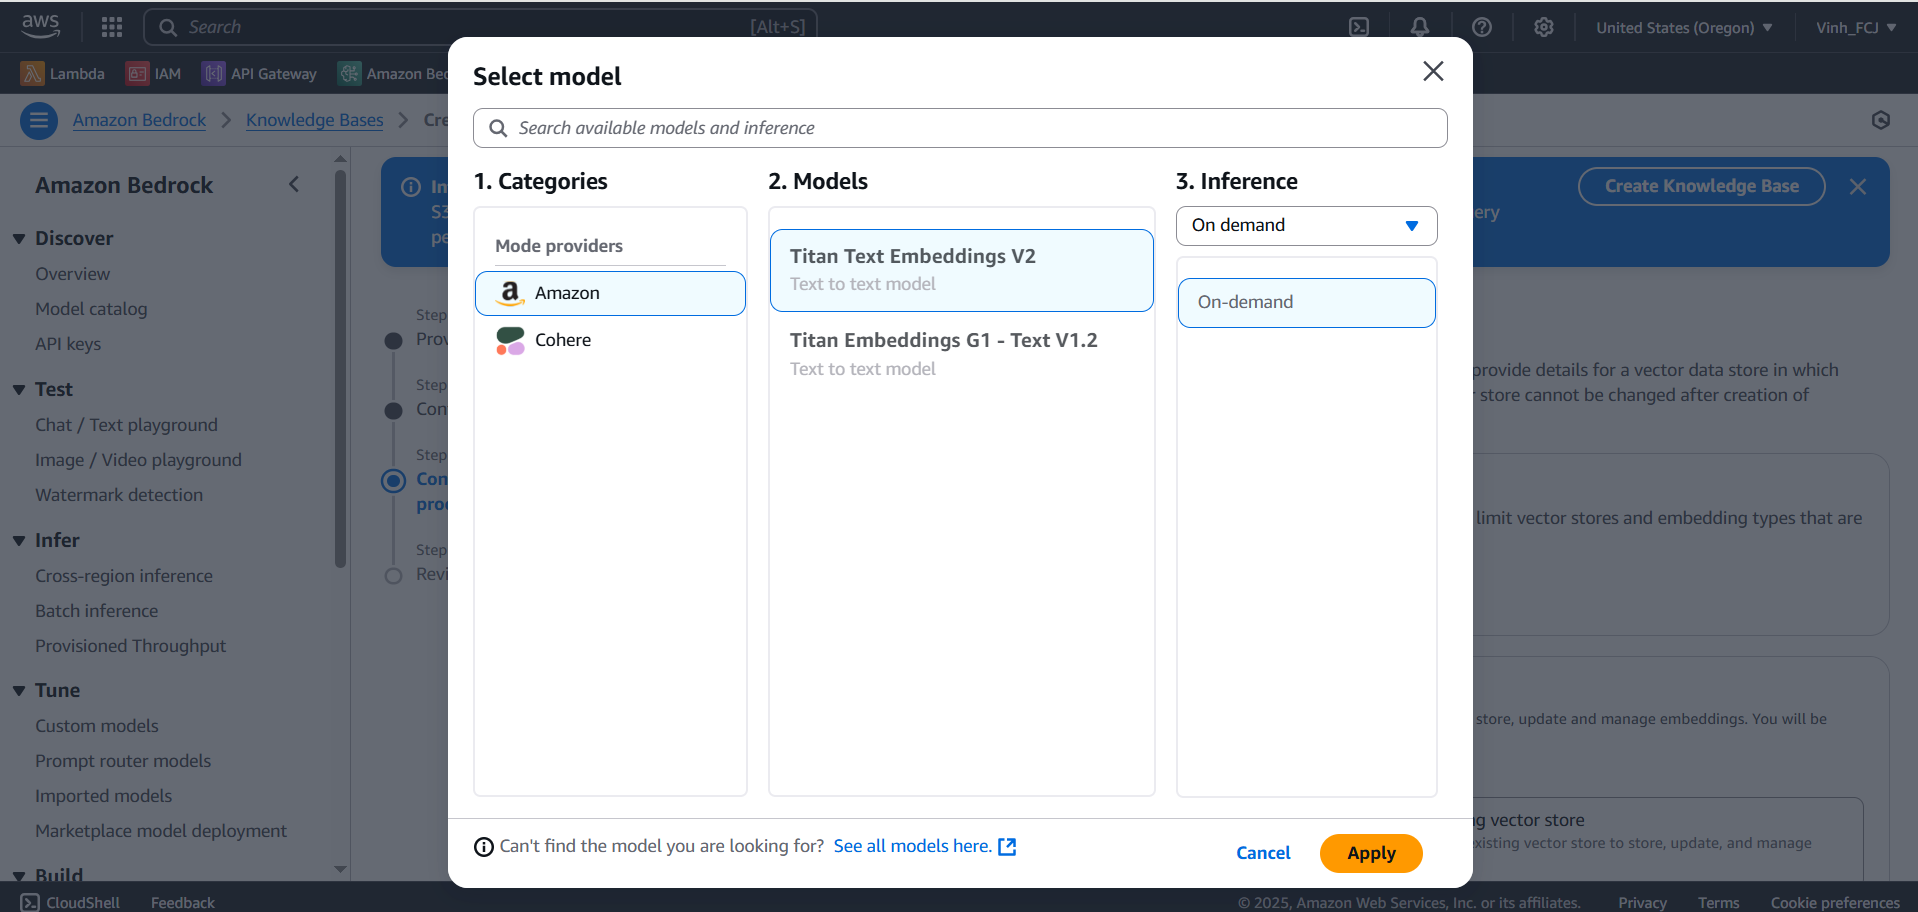 aws
Search
[Alt+S]
United States (Oregon)
Vinh_FCJ
Lambda
IAM
API Gateway
Amazon Bed
Amazon Bedrock
Knowledge Bases
Cre
Select model
Search available models and inference
1. Categories
2. Models
3. Inference
Mode providers
Amazon
Cohere
Titan Text Embeddings V2
Text to text model
Titan Embeddings G1 - Text V1.2
Text to text model
On demand
On-demand
Can't find the model you are looking for? See all models here.
Cancel
Apply
Amazon Bedrock
Discover
Overview
Model catalog
API keys
Test
Chat / Text playground
Image / Video playground
Watermark detection
Infer
Cross-region inference
Batch inference
Provisioned Throughput
Tune
Custom models
Prompt router models
Imported models
Marketplace model deployment
Build
S3
pe
Create Knowledge Base
ery
Step
Prov
Step
Con
Step
Con
proc
Step
Revi
provide details for a vector data store in which
store cannot be changed after creation of
limit vector stores and embedding types that are
store, update and manage embeddings. You will be
g vector store
xisting vector store to store, update, and manage
CloudShell
Feedback
© 2025, Amazon Web Services, Inc. or its affiliates.
Privacy
Terms
Cookie preferences